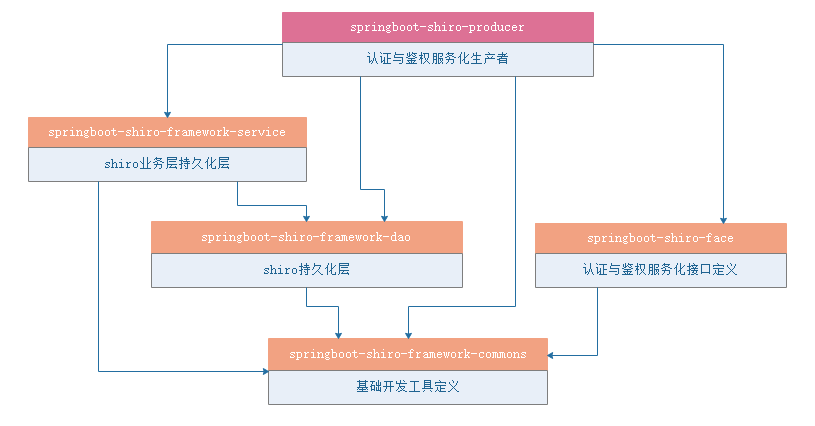 springboot-shiro-producer
认证与鉴权服务化生产者
springboot-shiro-framework-service
shiro业务层持久化层
springboot-shiro-framework-dao
shiro持久化层
springboot-shiro-face
认证与鉴权服务化接口定义
springboot-shiro-framework-commons
基础开发工具定义